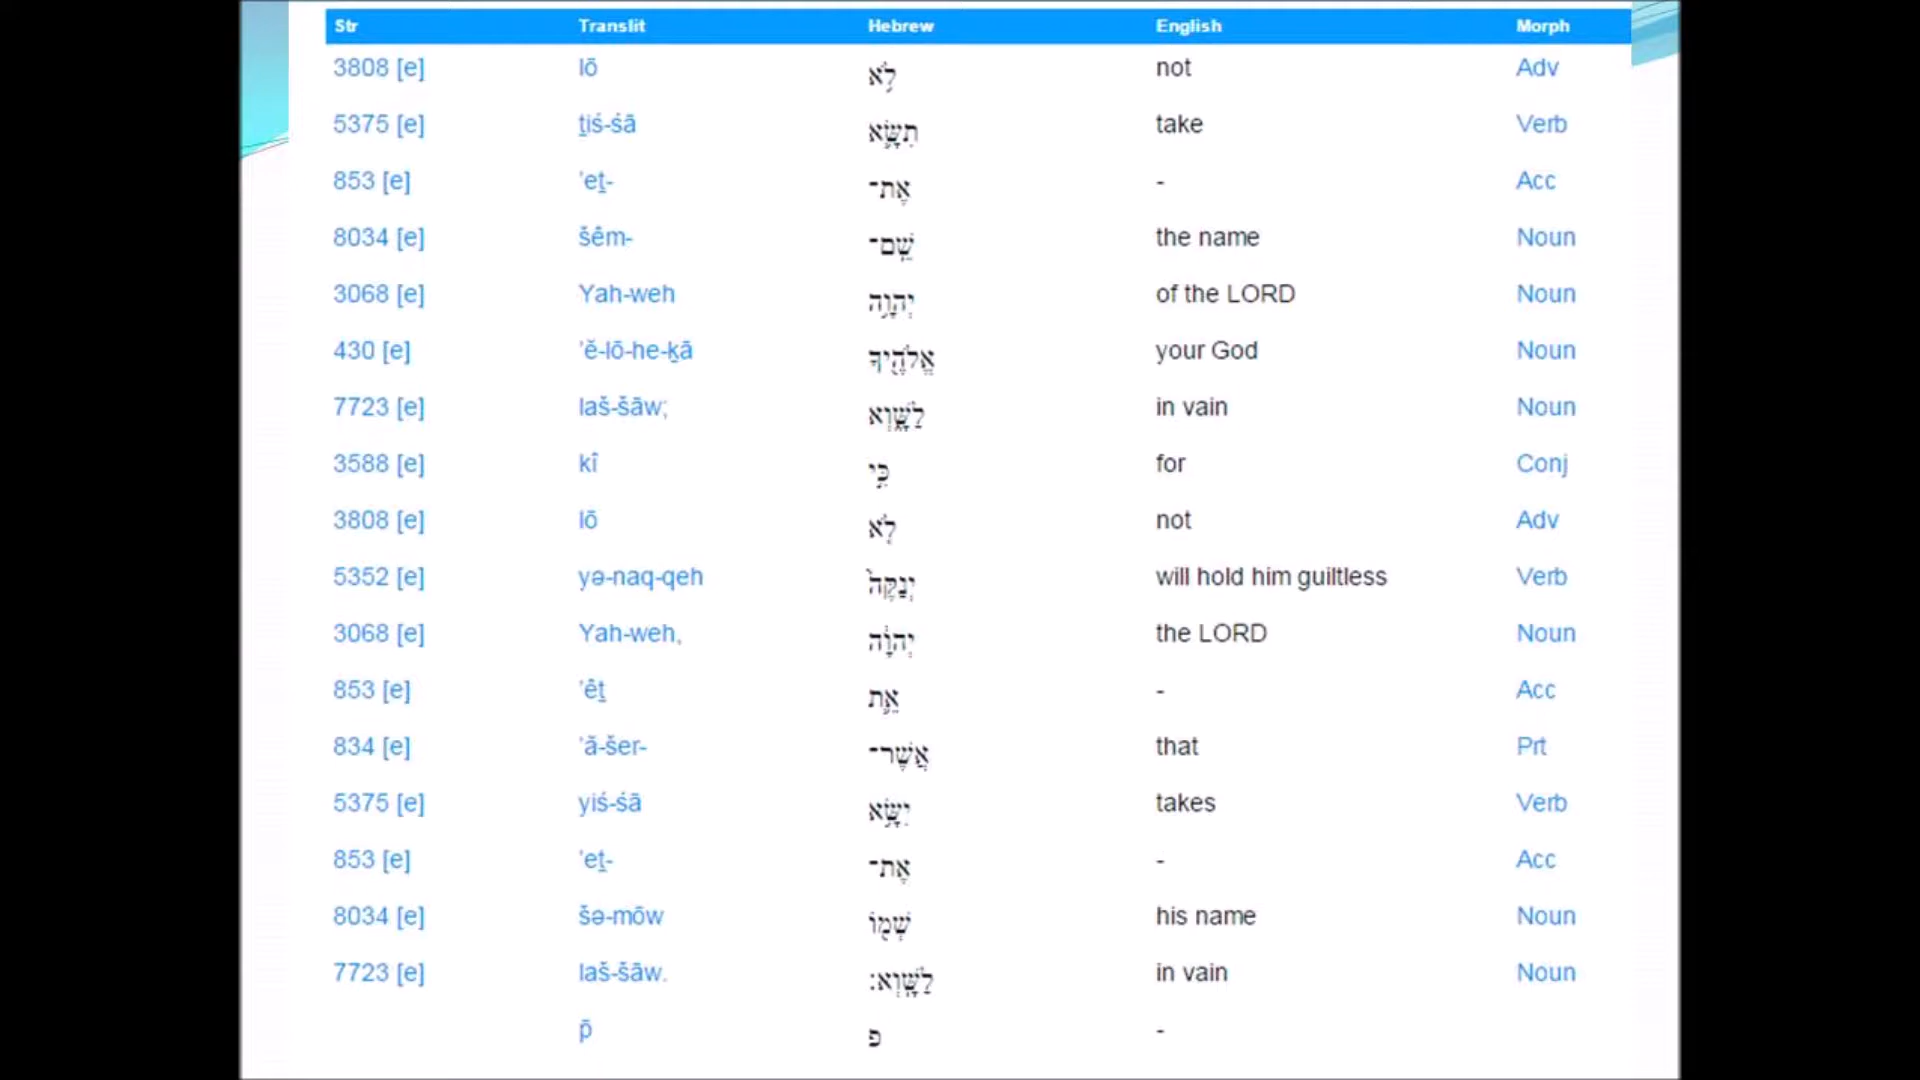 Str Translit Hebrew English Morph
3808 [e] lō לֹ֥א not Adv
5375 [e] ṯiś-śā תִשָּׂ֛א take Verb
853 [e] ’eṯ- אֶת־ - Acc
8034 [e] šêm- שֵֽׁם־ the name Noun
3068 [e] Yah-weh יְהוָ֥ה of the LORD Noun
430 [e] ’ĕ-lō-he-ḵā אֱלֹהֶ֖יךָ your God Noun
7723 [e] laš-šāw; לַשָּׁ֑וְא in vain Noun
3588 [e] kî כִּ֣י for Conj
3808 [e] lō לֹ֤א not Adv
5352 [e] yə-naq-qeh יְנַקֶּה֙ will hold him guiltless Verb
3068 [e] Yah-weh, יְהוָ֔ה the LORD Noun
853 [e] ’êṯ אֵ֛ת - Acc
834 [e] ’ă-šer- אֲשֶׁר־ that Prt
5375 [e] yiś-śā יִשָּׂ֥א takes Verb
853 [e] ’eṯ- אֶת־ - Acc
8034 [e] šə-mōw שְׁמ֖וֹ his name Noun
7723 [e] laš-šāw. לַשָּֽׁוְא׃ in vain Noun
p̄ פ -